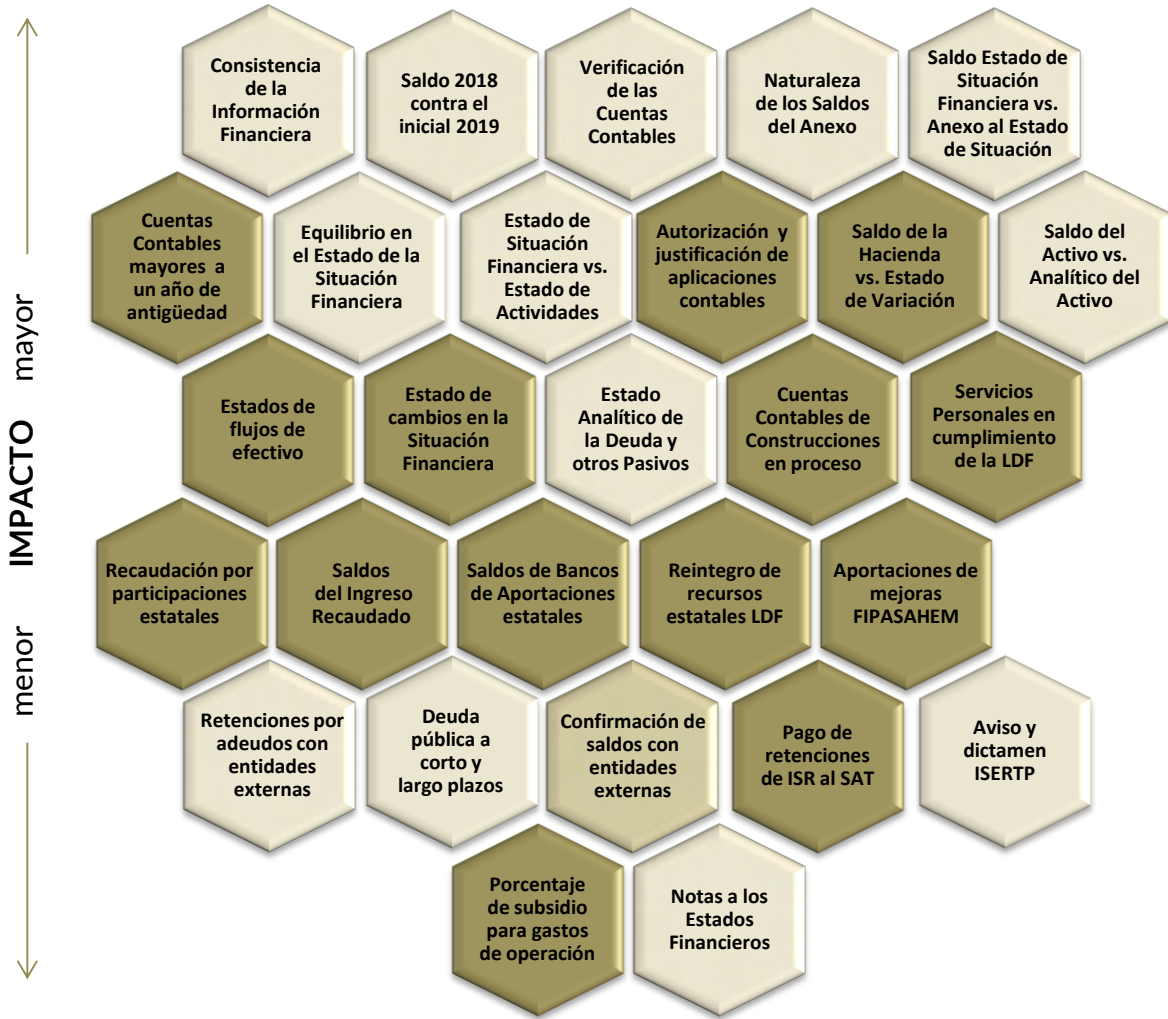 Consistencia
de la
Información
Financiera
Saldo 2018
contra el
inicial 2019
Verificación
de las
Cuentas
Contables
Naturaleza
de los Saldos
del Anexo
Saldo Estado de
Situación
Financiera vs.
Anexo al Estado
de Situación
Cuentas
Contables
mayores a
un año de
antigüedad
Equilibrio en
el Estado de la
Situación
Financiera
Estado de
Situación
Financiera vs.
Estado de
Actividades
Autorización y
justificación de
aplicaciones
contables
Saldo de la
Hacienda
vs. Estado
de Variación
Saldo del
Activo vs.
Analítico del
Activo
Estados de
flujos de
efectivo
Estado de
cambios en la
Situación
Financiera
Estado
Analítico de
la Deuda y
otros Pasivos
Cuentas
Contables de
Construcciones
en proceso
Servicios
Personales en
cumplimiento
de la LDF
Recaudación por
participaciones
estatales
Saldos
del Ingreso
Recaudado
Saldos de Bancos
de Aportaciones
estatales
Reintegro de
recursos
estatales LDF
Aportaciones de
mejoras
FIPASAHEM
Retenciones por
adeudos con
entidades
externas
Deuda
pública a
corto y
largo plazos
Confirmación de
saldos con
entidades
externas
Pago de
retenciones
de ISR al SAT
Aviso y
dictamen
ISERTP
Porcentaje
de subsidio
para gastos
de operación
Notas a los
Estados
Financieros
menor IMPACTO mayor